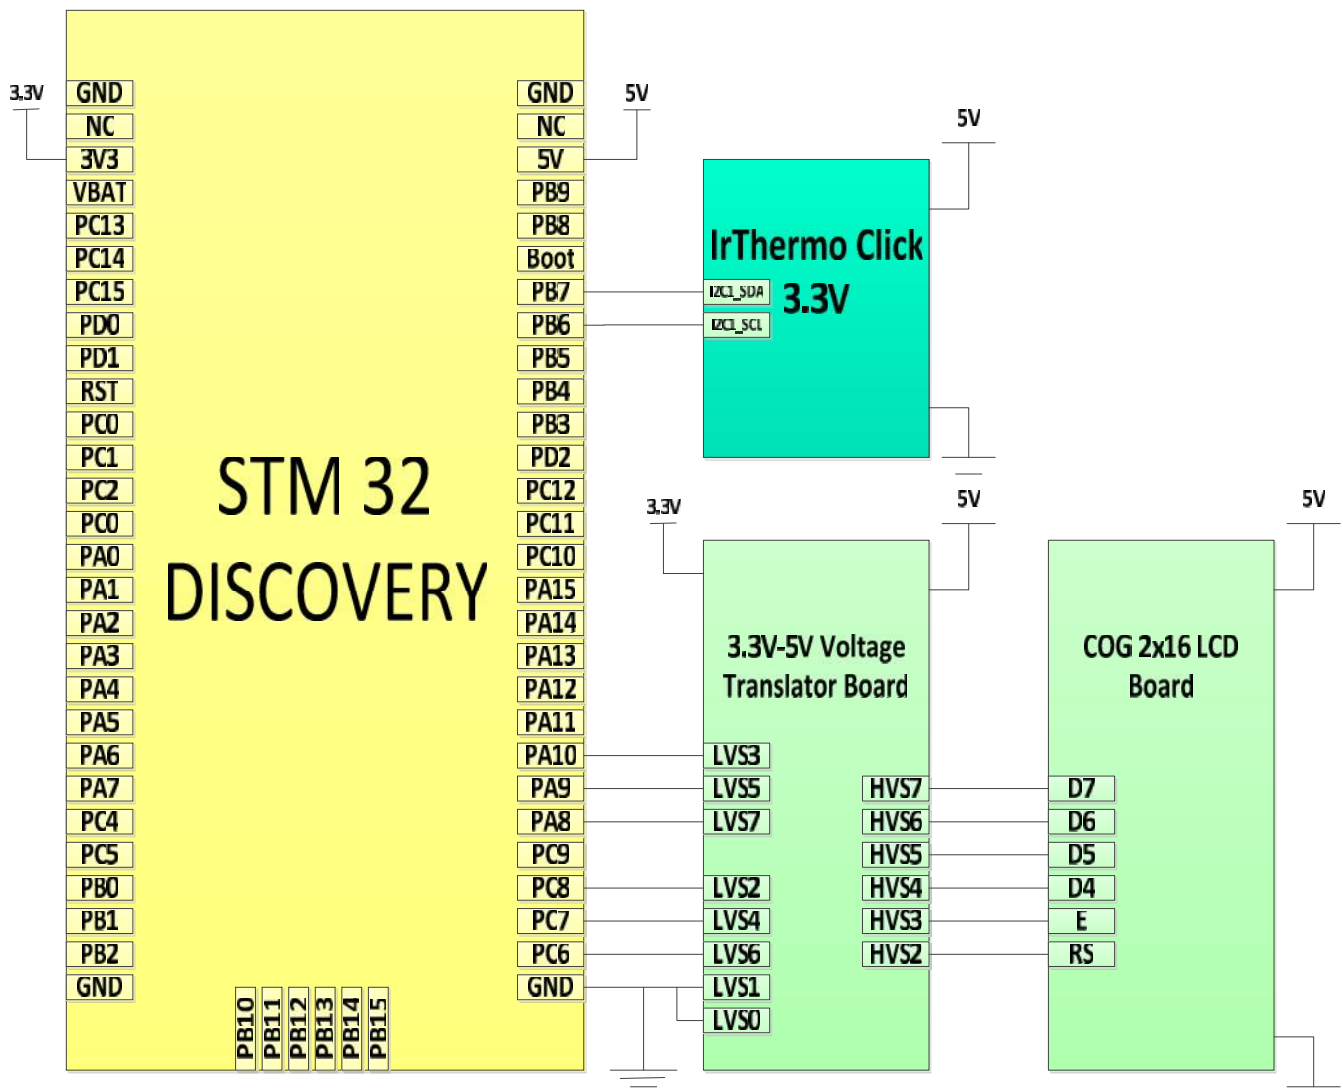 3.3V
GND
NC
3V3
VBAT
PC13
PC14
PC15
PD0
PD1
RST
PC0
PC1
PC2
PC0
PA0
PA1
PA2
PA3
PA4
PA5
PA6
PA7
PC4
PC5
PB0
PB1
PB2
GND
STM 32
DISCOVERY
PB10
PB11
PB12
PB13
PB14
PB15
GND
NC
5V
PB9
PB8
Boot
PB7
PB6
PB5
PB4
PB3
PD2
PC12
PC11
PC10
PA15
PA14
PA13
PA12
PA11
PA10
PA9
PA8
PC9
PC8
PC7
PC6
GND
5V
5V
IrThermo Click
3.3V
I2C1_SDA
I2C1_SCL
3.3V
5V
3.3V-5V Voltage
Translator Board
LVS3
LVS5
LVS7
LVS2
LVS4
LVS6
LVS1
LVS0
HVS7
HVS6
HVS5
HVS4
HVS3
HVS2
5V
COG 2x16 LCD
Board
D7
D6
D5
D4
E
RS